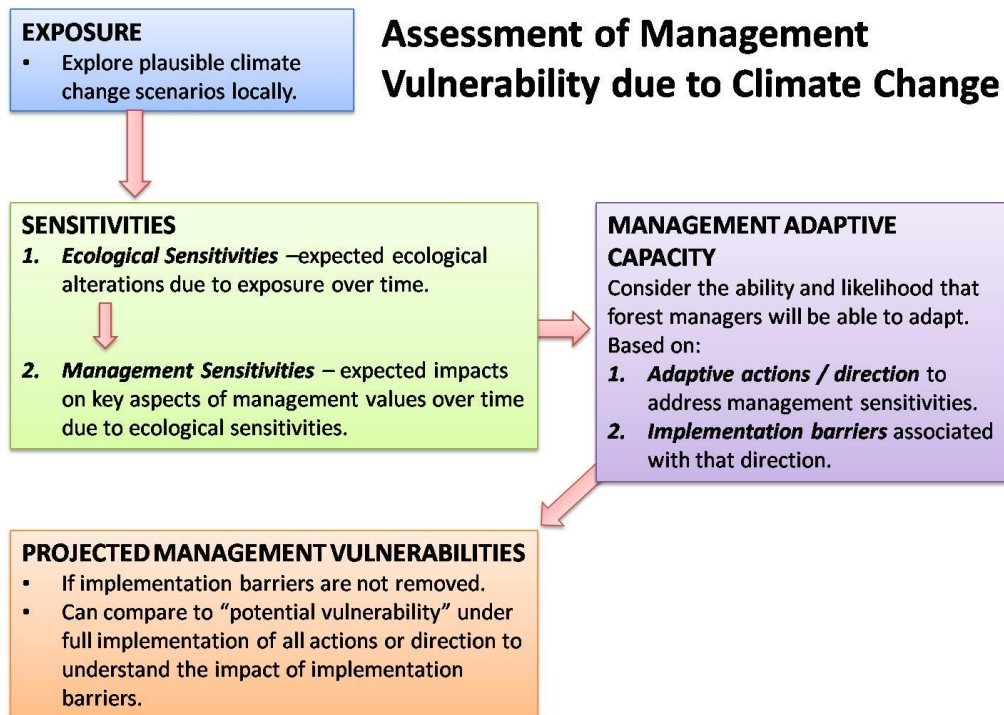 Assessment of Management
Vulnerability due to Climate Change
EXPOSURE
• Explore plausible climate
change scenarios locally.
SENSITIVITIES
1. Ecological Sensitivities –expected ecological
alterations due to exposure over time.
2. Management Sensitivities – expected impacts
on key aspects of management values over time
due to ecological sensitivities.
MANAGEMENT ADAPTIVE
CAPACITY
Consider the ability and likelihood that
forest managers will be able to adapt.
Based on:
1. Adaptive actions / direction to
address management sensitivities.
2. Implementation barriers associated
with that direction.
PROJECTED MANAGEMENT VULNERABILITIES
• If implementation barriers are not removed.
• Can compare to “potential vulnerability” under
full implementation of all actions or direction to
understand the impact of implementation
barriers.